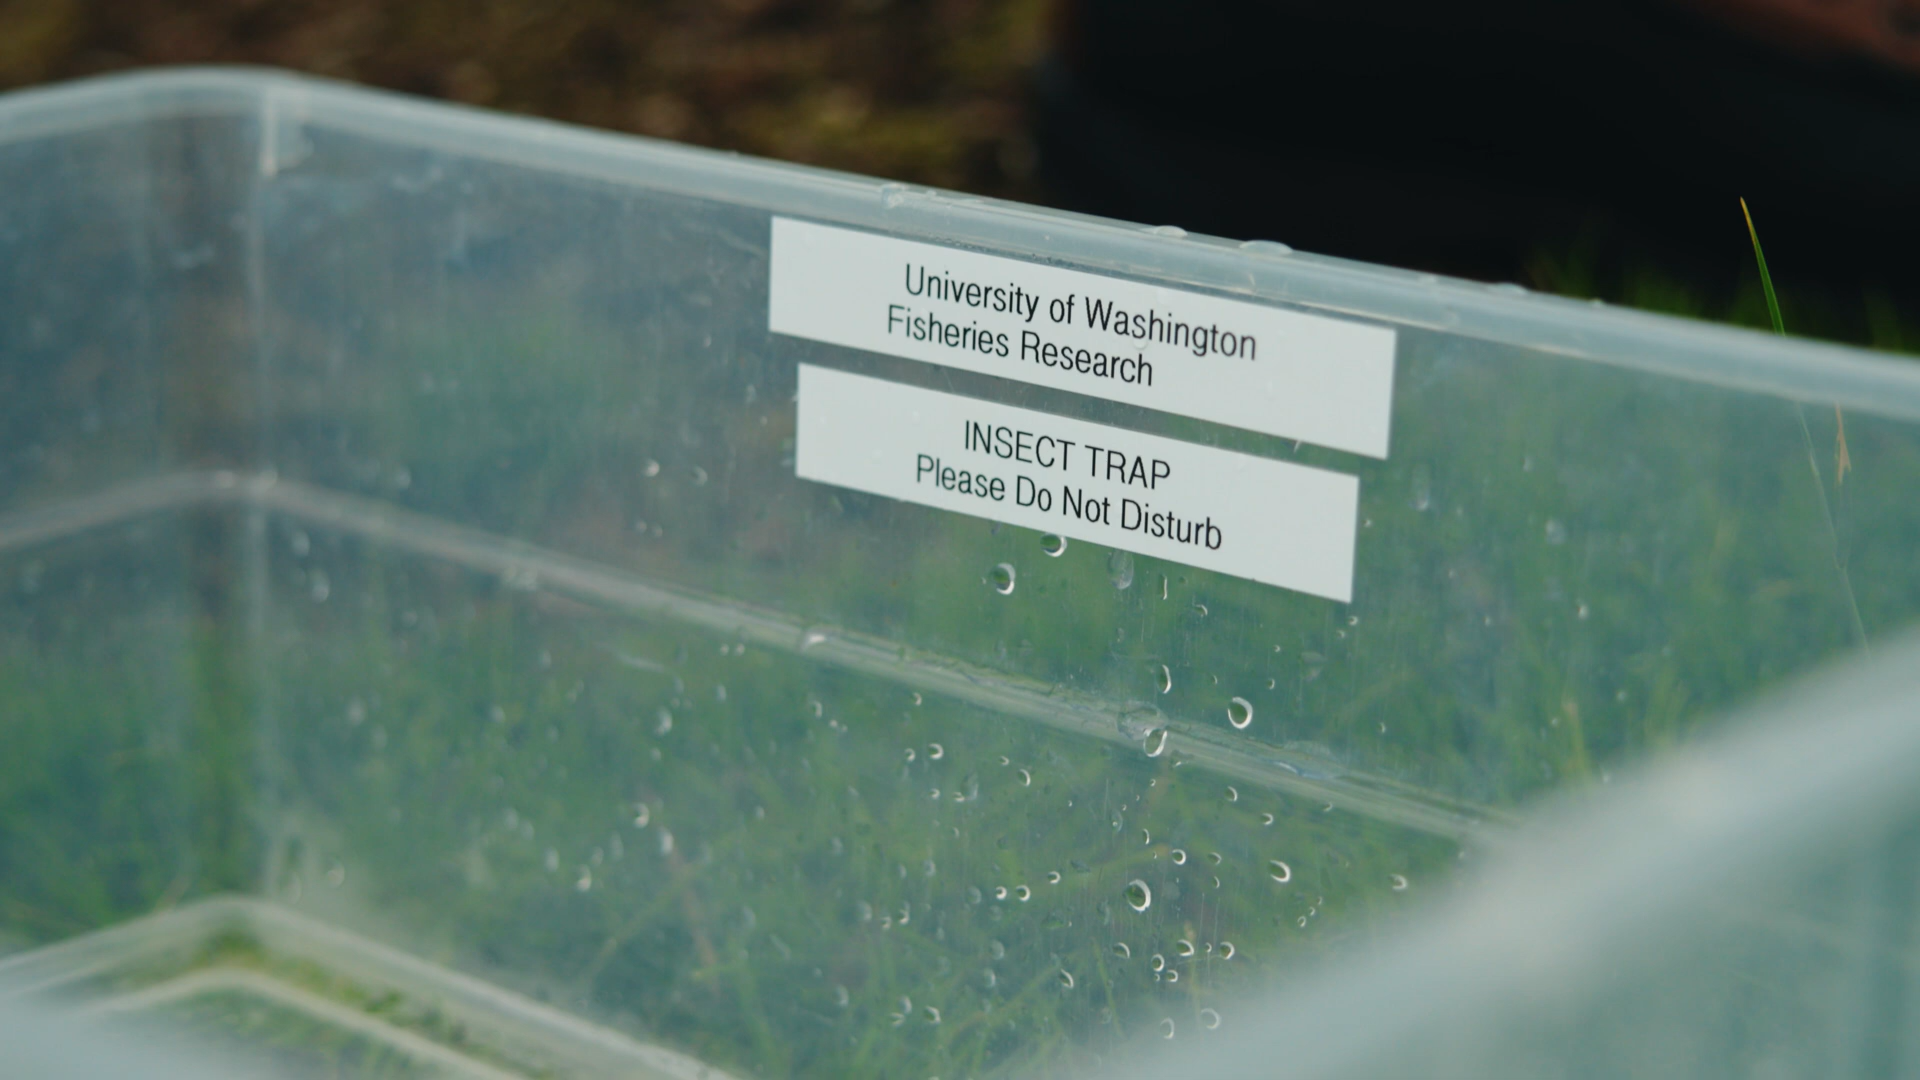 University of Washington
Fisheries Research
INSECT TRAP
Please Do Not Disturb